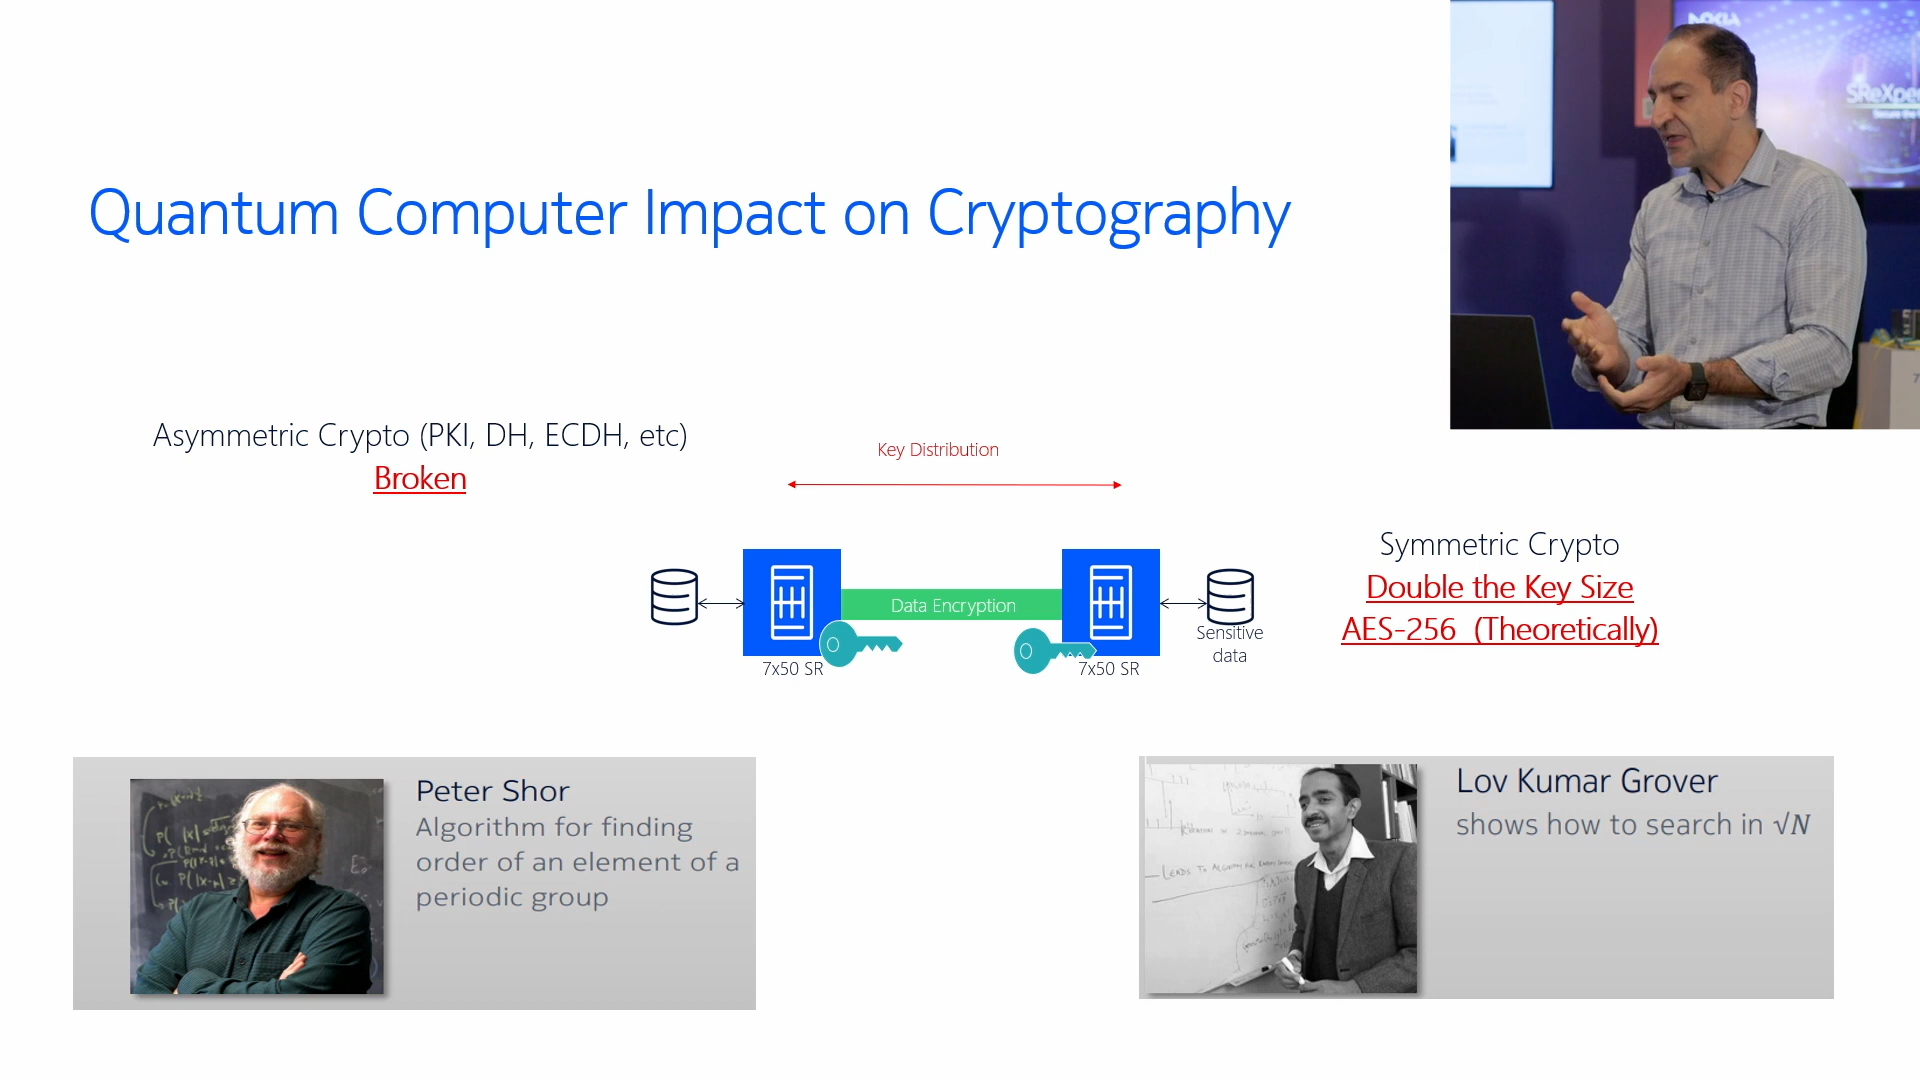 NOKIA
SReXpe
Quantum Computer Impact on Cryptography
Asymmetric Crypto (PKI, DH, ECDH, etc)
Broken
Key Distribution
Symmetric Crypto
Double the Key Size
AES-256 (Theoretically)
Data Encryption
Sensitive
data
7x50 SR
7x50 SR
Peter Shor
Algorithm for finding
order of an element of a
periodic group
Lov Kumar Grover
shows how to search in √N